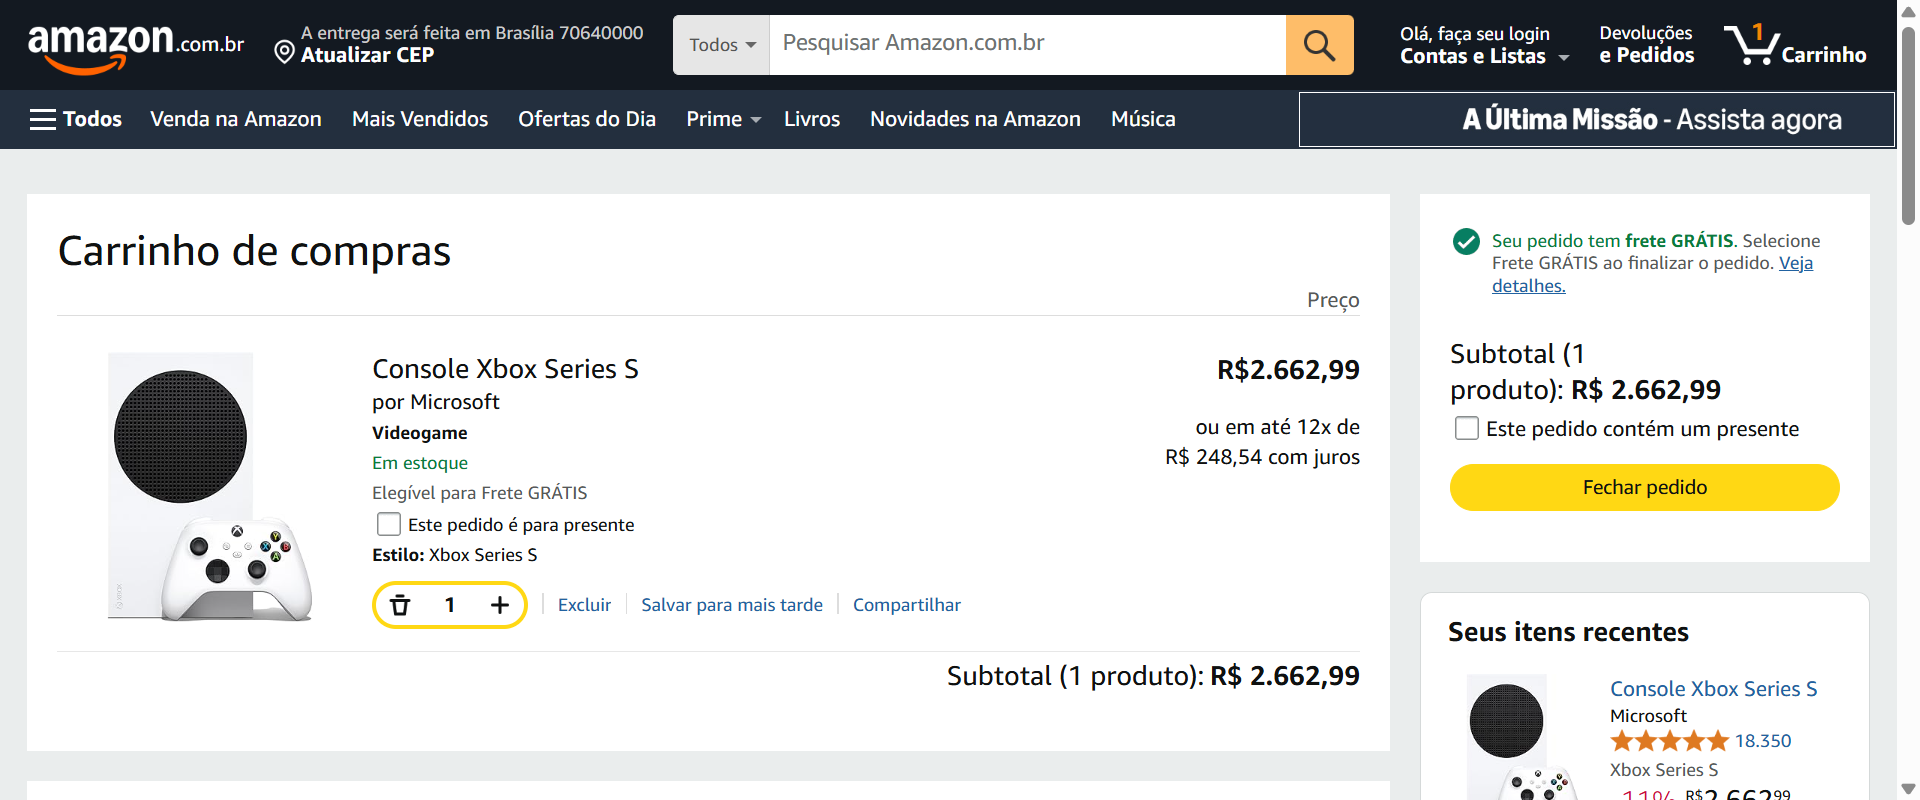 amazon.com.br
A entrega será feita em Brasília 70640000
Atualizar CEP
Todos
Pesquisar Amazon.com.br
Olá, faça seu login
Contas e Listas
Devoluções
e Pedidos
1
Carrinho
Todos
Venda na Amazon
Mais Vendidos
Ofertas do Dia
Prime
Livros
Novidades na Amazon
Música
A Última Missão - Assista agora
Carrinho de compras
Preço
Console Xbox Series S
por Microsoft
Videogame
Em estoque
Elegível para Frete GRÁTIS
Este pedido é para presente
Estilo: Xbox Series S
1
Excluir
Salvar para mais tarde
Compartilhar
R$2.662,99
ou em até 12x de
R$ 248,54 com juros
Subtotal (1 produto): R$ 2.662,99
Seu pedido tem frete GRÁTIS. Selecione
Frete GRÁTIS ao finalizar o pedido. Veja
detalhes.
Subtotal (1
produto): R$ 2.662,99
Este pedido contém um presente
Fechar pedido
Seus itens recentes
Console Xbox Series S
Microsoft
18.350
Xbox Series S
-11% R$2.662,99